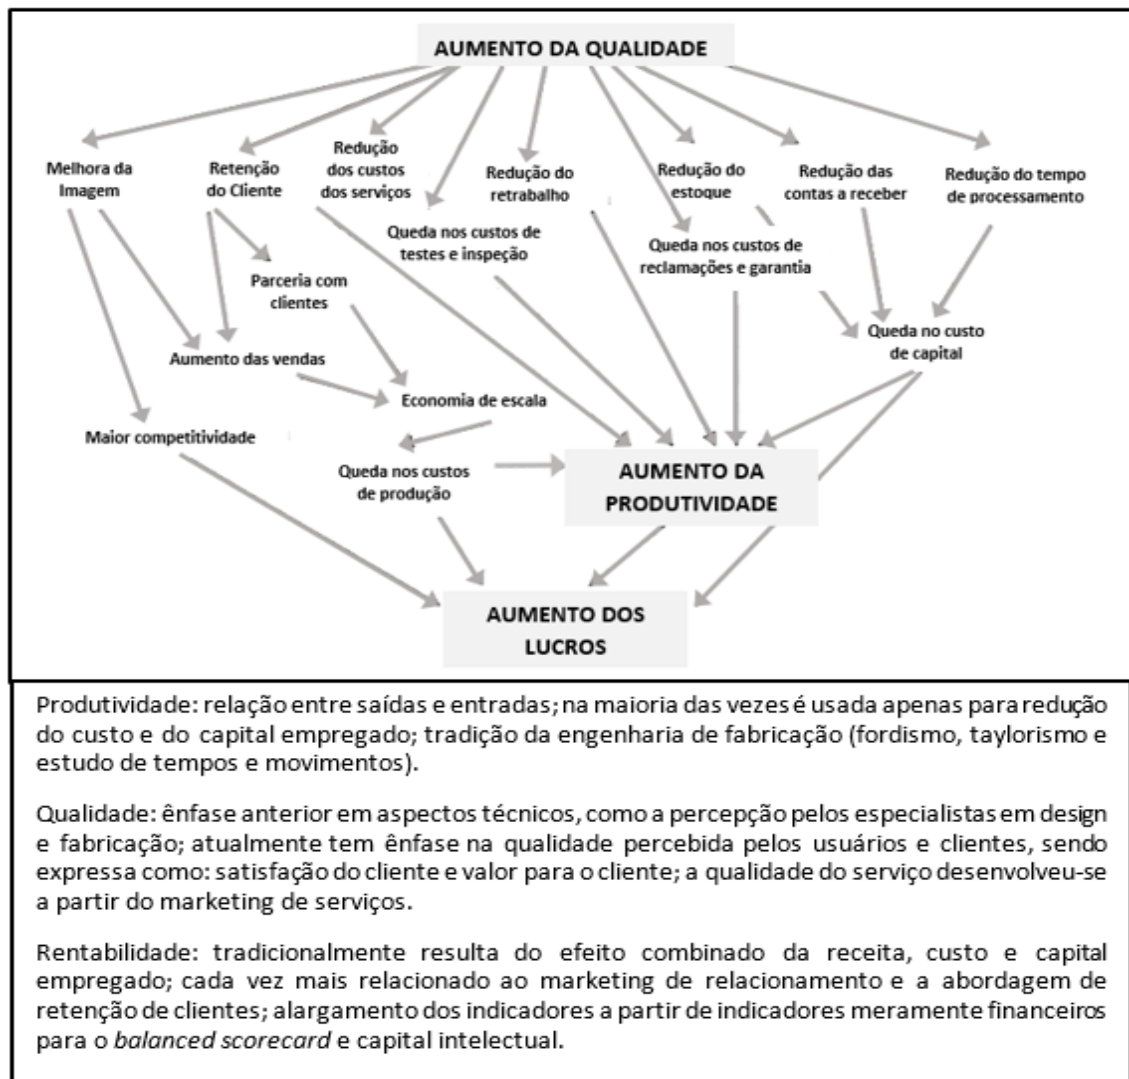 AUMENTO DA QUALIDADE
Melhora da
Imagem
Retenção
do Cliente
Redução
dos custos
dos serviços
Redução do
retrabalho
Redução do
estoque
Redução das
contas a receber
Redução do tempo
de processamento
Queda nos custos de
testes e inspeção
Queda nos custos de
reclamações e garantia
Parceria com
clientes
Queda no custo
de capital
Aumento das vendas
Economia de escala
Maior competitividade
Queda nos custos
de produção
AUMENTO DA
PRODUTIVIDADE
AUMENTO DOS
LUCROS
Produtividade: relação entre saídas e entradas; na maioria das vezes é usada apenas para redução
do custo e do capital empregado; tradição da engenharia de fabricação (fordismo, taylorismo e
estudo de tempos e movimentos).
Qualidade: ênfase anterior em aspectos técnicos, como a percepção pelos especialistas em design
e fabricação; atualmente tem ênfase na qualidade percebida pelos usuários e clientes, sendo
expressa como: satisfação do cliente e valor para o cliente; a qualidade do serviço desenvolveu-se
a partir do marketing de serviços.
Rentabilidade: tradicionalmente resulta do efeito combinado da receita, custo e capital
empregado; cada vez mais relacionado ao marketing de relacionamento e a abordagem de
retenção de clientes; alargamento dos indicadores a partir de indicadores meramente financeiros
para o balanced scorecard e capital intelectual.